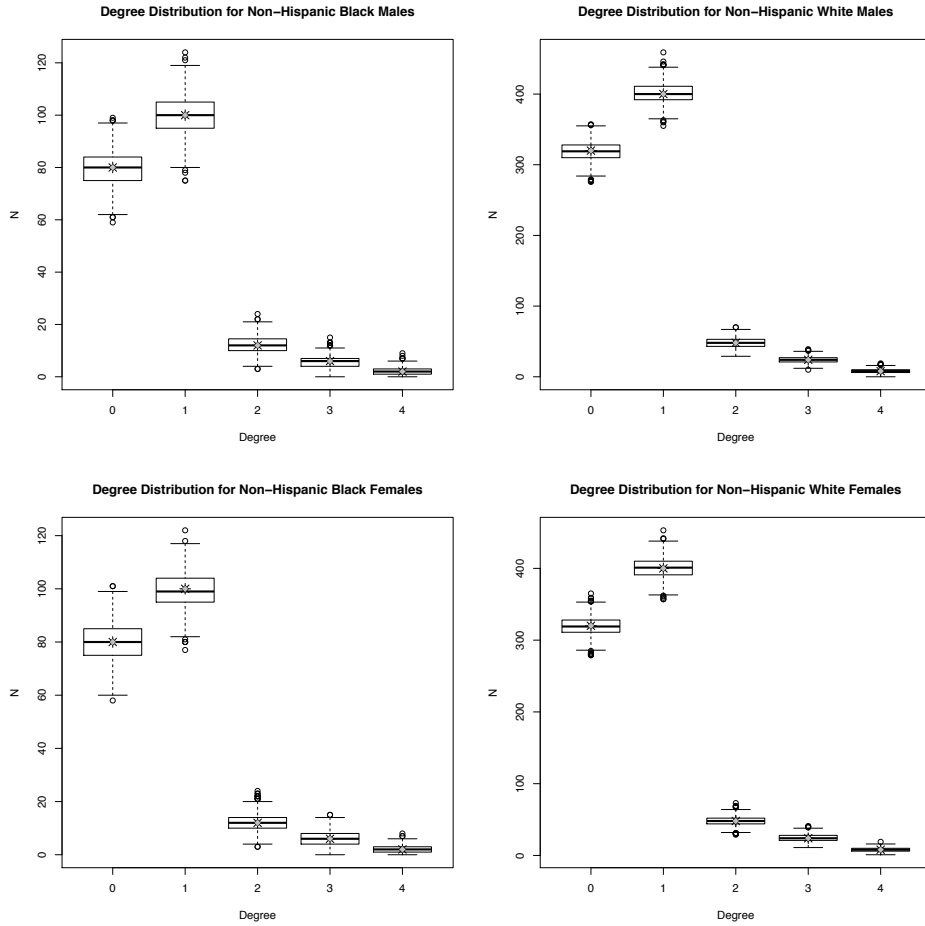 Degree Distribution for Non−Hispanic Black Males
N
0
20
40
60
80
100
120
0 1 2 3 4
Degree
Degree Distribution for Non−Hispanic White Males
N
0
100
200
300
400
0 1 2 3 4
Degree
Degree Distribution for Non−Hispanic Black Females
N
0
20
40
60
80
100
120
0 1 2 3 4
Degree
Degree Distribution for Non−Hispanic White Females
N
0
100
200
300
400
0 1 2 3 4
Degree